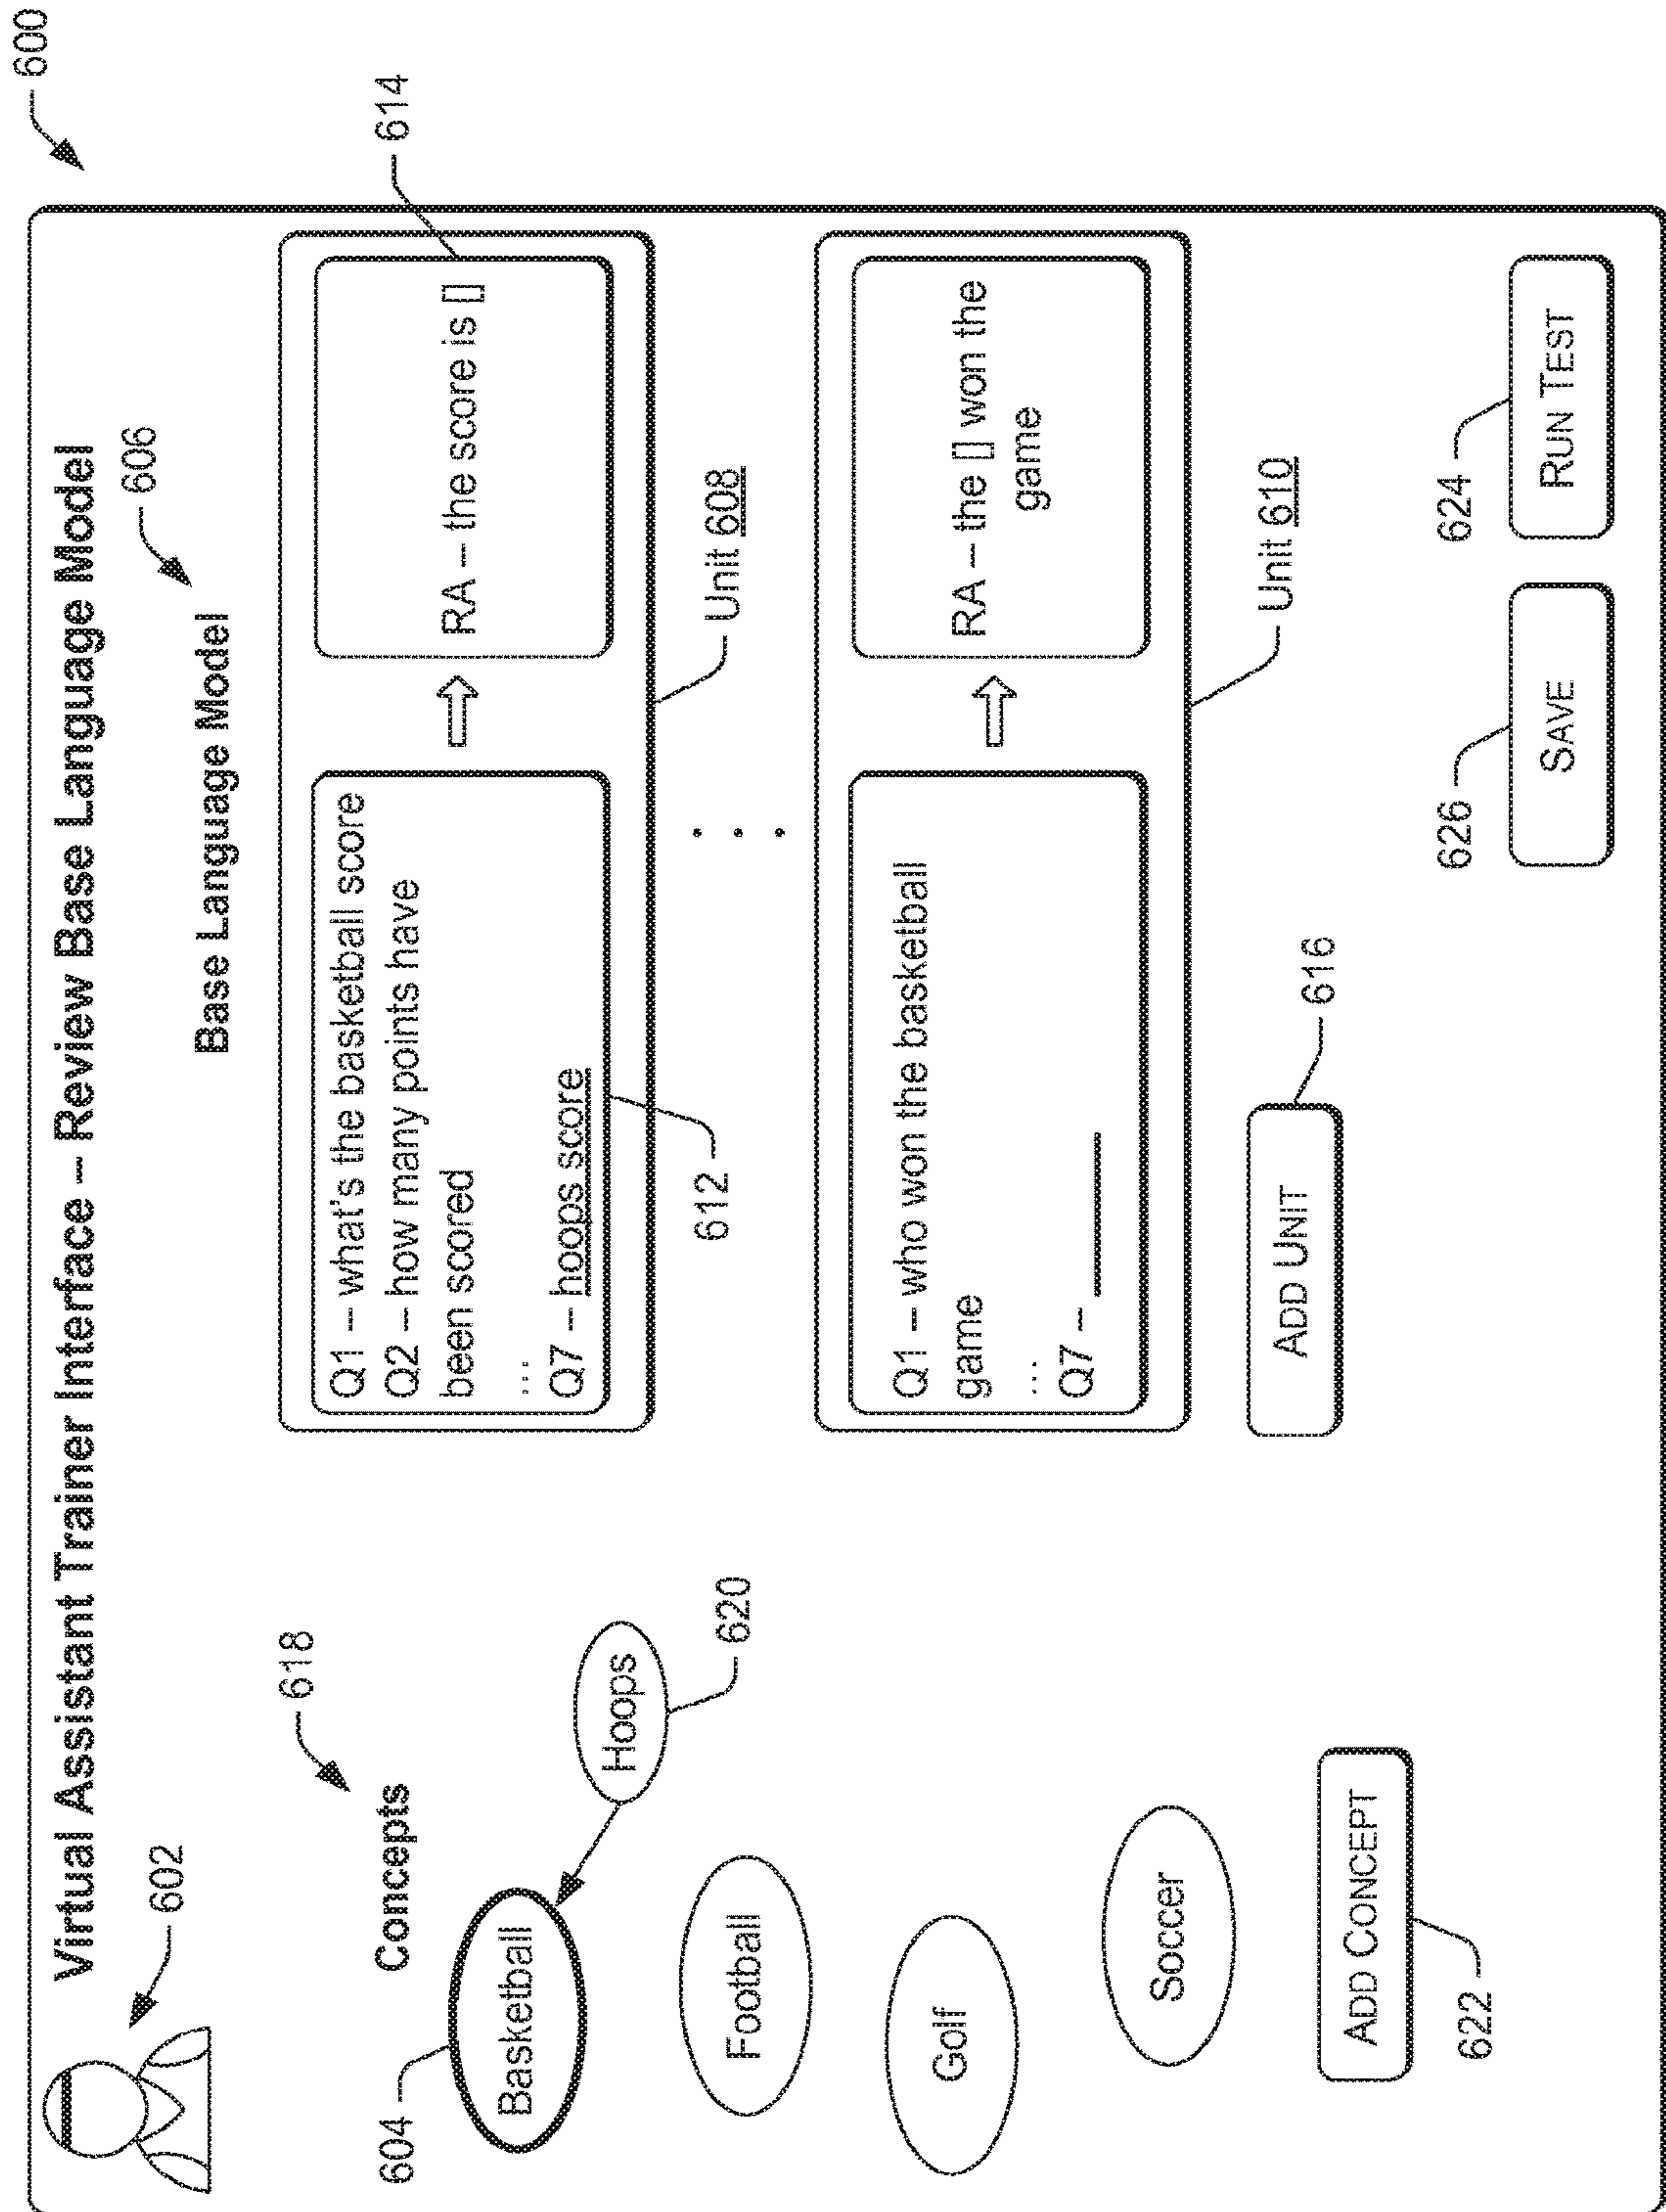 600
Virtual Assistant Trainer Interface – Review Base Language Model
602
606
Base Language Model
618
Concepts
604
Basketball
Hoops
620
Football
Golf
Soccer
ADD CONCEPT
622
Q1 – what's the basketball score
Q2 – how many points have
been scored
...
Q7 – hoops score
612
RA – the score is []
614
Unit 608
. . .
Q1 – who won the basketball
game
...
Q7 – ________
RA – the [] won the
game
Unit 610
ADD UNIT
616
626
SAVE
624
RUN TEST